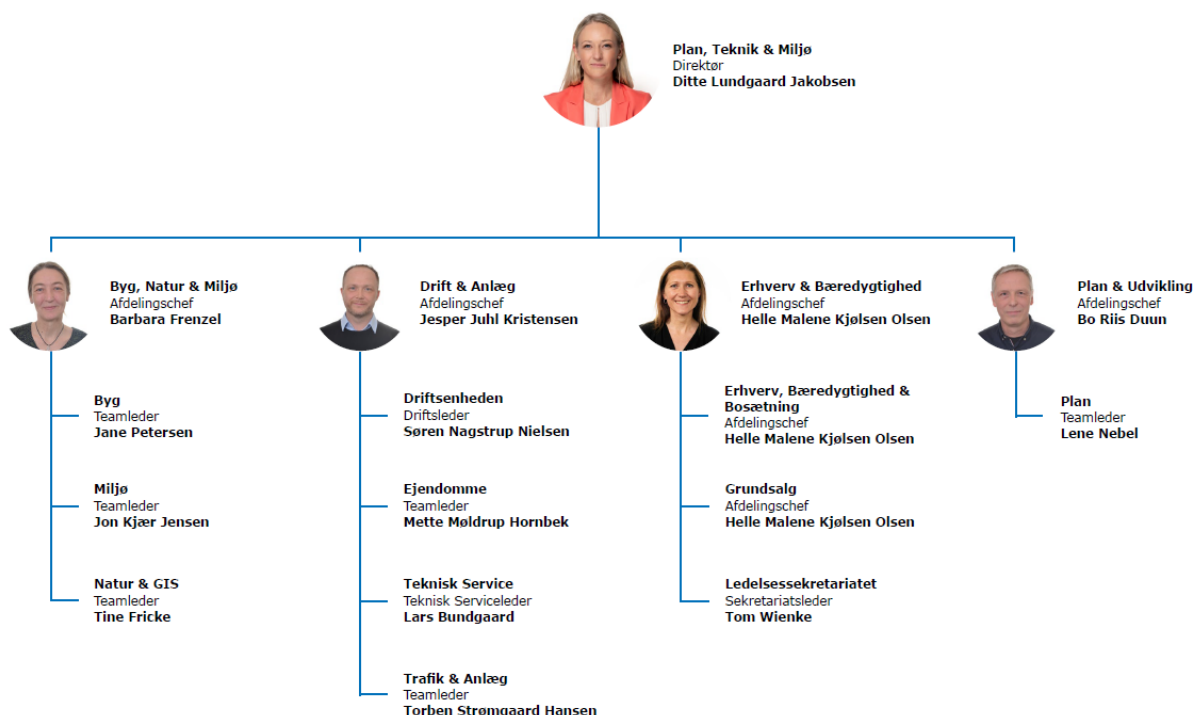 Plan, Teknik & Miljø
Direktør
Ditte Lundgaard Jakobsen
Byg, Natur & Miljø
Afdelingschef
Barbara Frenzel
Drift & Anlæg
Afdelingschef
Jesper Juhl Kristensen
Erhverv & Bæredygtighed
Afdelingschef
Helle Malene Kjølsen Olsen
Plan & Udvikling
Afdelingschef
Bo Riis Duun
Byg
Teamleder
Jane Petersen
Miljø
Teamleder
Jon Kjær Jensen
Natur & GIS
Teamleder
Tine Fricke
Driftsenheden
Driftsleder
Søren Nagstrup Nielsen
Ejendomme
Teamleder
Mette Møldrup Hornbek
Teknisk Service
Teknisk Serviceleder
Lars Bundgaard
Trafik & Anlæg
Teamleder
Torben Strømgaard Hansen
Erhverv, Bæredygtighed &
Bosætning
Afdelingschef
Helle Malene Kjølsen Olsen
Grundsalg
Afdelingschef
Helle Malene Kjølsen Olsen
Ledelsessekretariatet
Sekretariatsleder
Tom Wienke
Plan
Teamleder
Lene Nebel